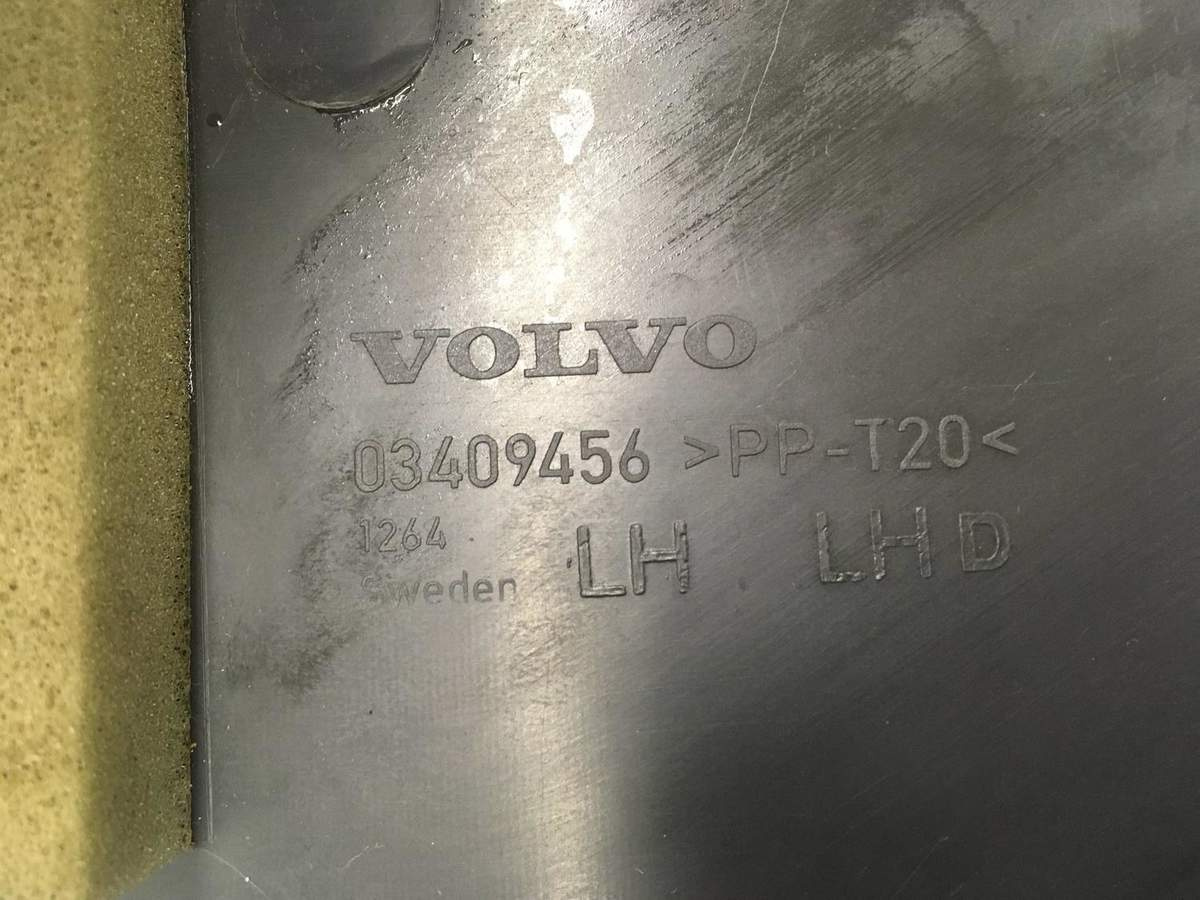 VOLVO
03409456 >PP-T20<
1264 LH LHD
Sweden